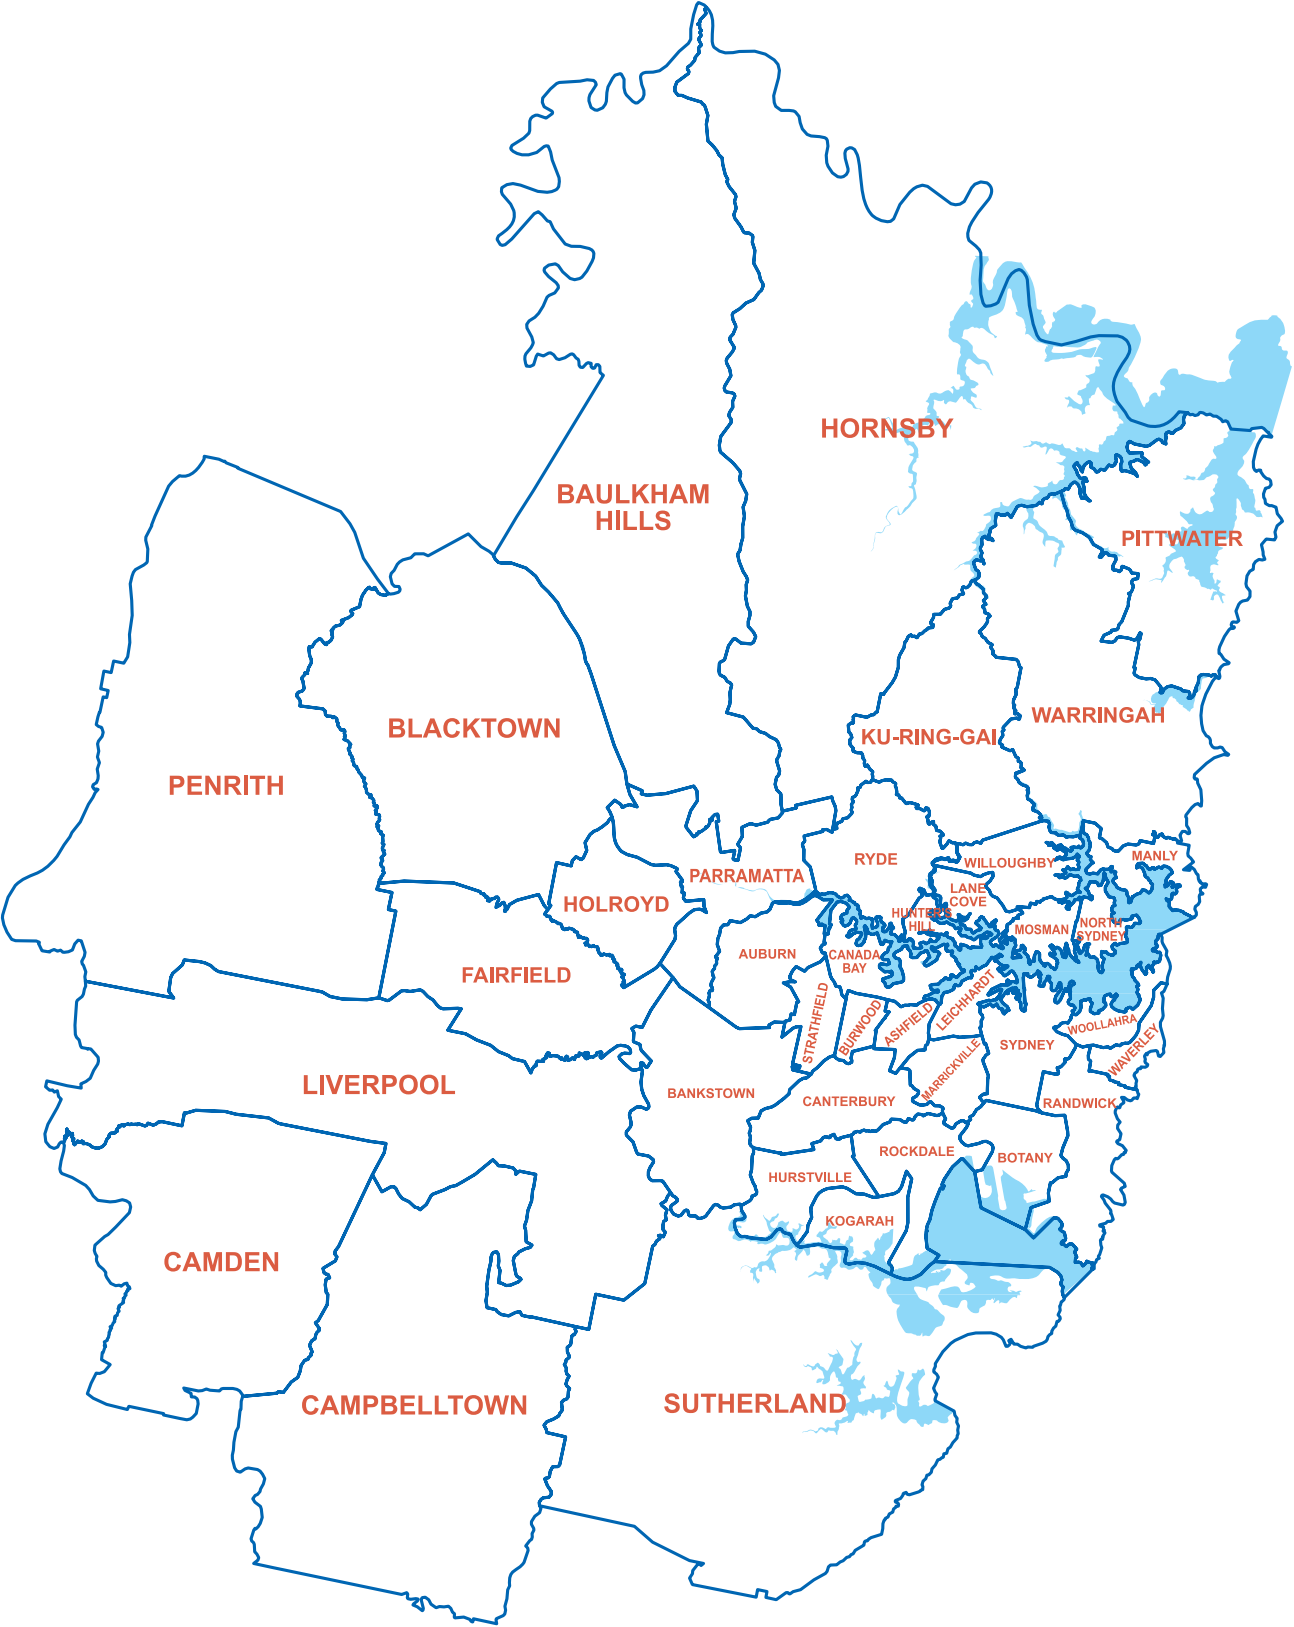 HORNSBY
BAULKHAM
HILLS
PITTWATER
WARRINGAH
BLACKTOWN
KU-RING-GAI
PENRITH
RYDE
WILLOUGHBY
MANLY
PARRAMATTA
LANE
COVE
HOLROYD
HUNTER'S
HILL
MOSMAN
NORTH
SYDNEY
AUBURN
CANADA
BAY
FAIRFIELD
STRATHFIELD
BURWOOD
ASHFIELD
LEICHHARDT
WOOLLAHRA
SYDNEY
WAVERLEY
MARRICKVILLE
LIVERPOOL
BANKSTOWN
CANTERBURY
RANDWICK
ROCKDALE
BOTANY
HURSTVILLE
KOGARAH
CAMDEN
CAMPBELLTOWN
SUTHERLAND